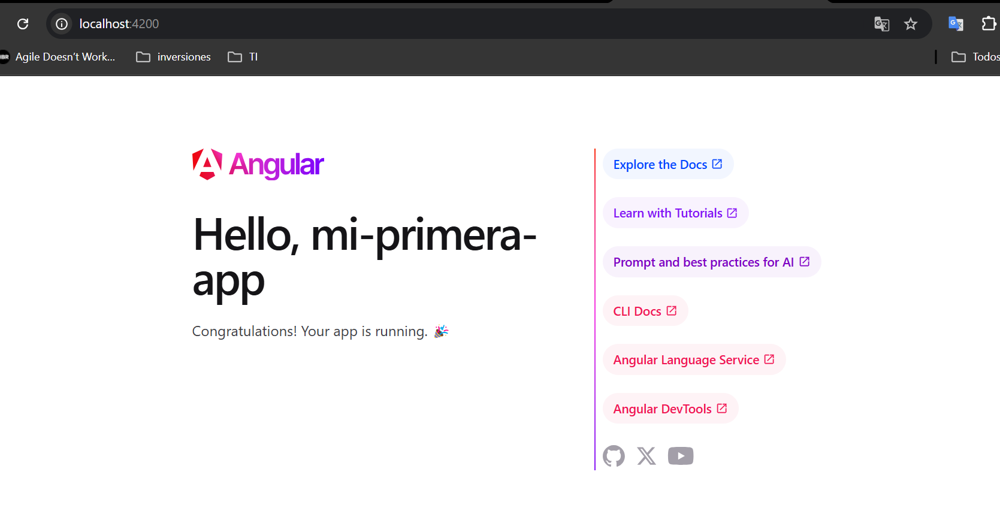 localhost:4200
Agile Doesn’t Work...
inversiones
TI
Todos
Angular
Hello, mi-primera-
app
Congratulations! Your app is running. 🎉
Explore the Docs
Learn with Tutorials
Prompt and best practices for AI
CLI Docs
Angular Language Service
Angular DevTools